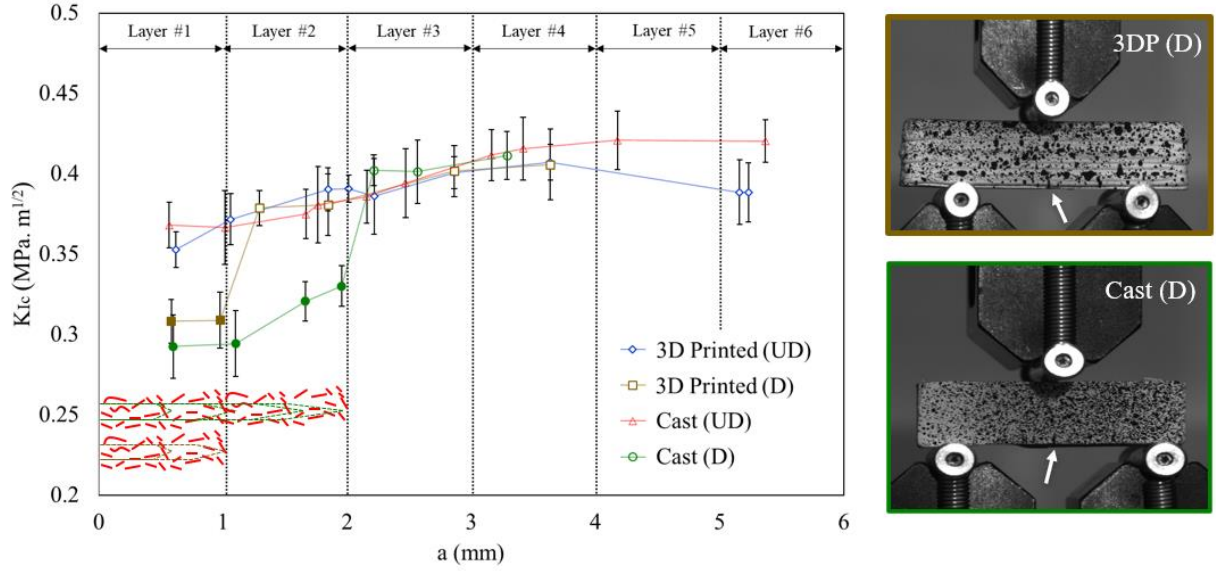 Layer #1 Layer #2 Layer #3 Layer #4 Layer #5 Layer #6
0.5
0.45
0.4
0.35
0.3
0.25
0.2
K_Ic (MPa. m^1/2)
3D Printed (UD)
3D Printed (D)
Cast (UD)
Cast (D)
0 1 2 3 4 5 6
a (mm)
3DP (D)
Cast (D)